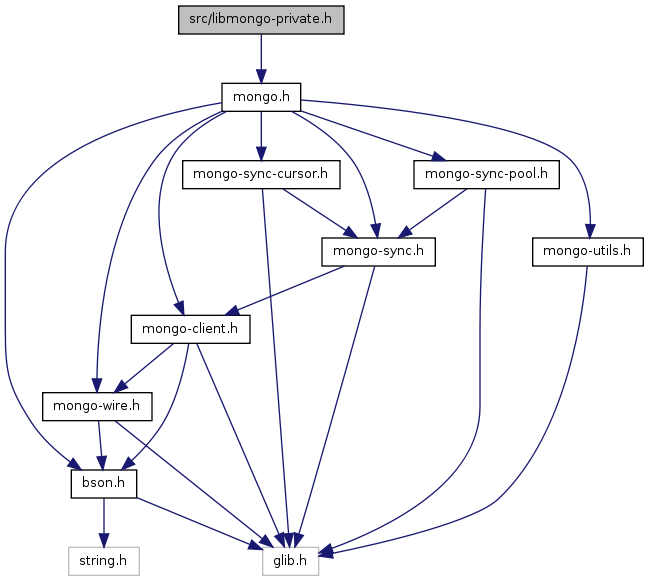 src/libmongo-private.h
mongo.h
mongo-sync-cursor.h
mongo-sync-pool.h
mongo-sync.h
mongo-utils.h
mongo-client.h
mongo-wire.h
bson.h
string.h
glib.h